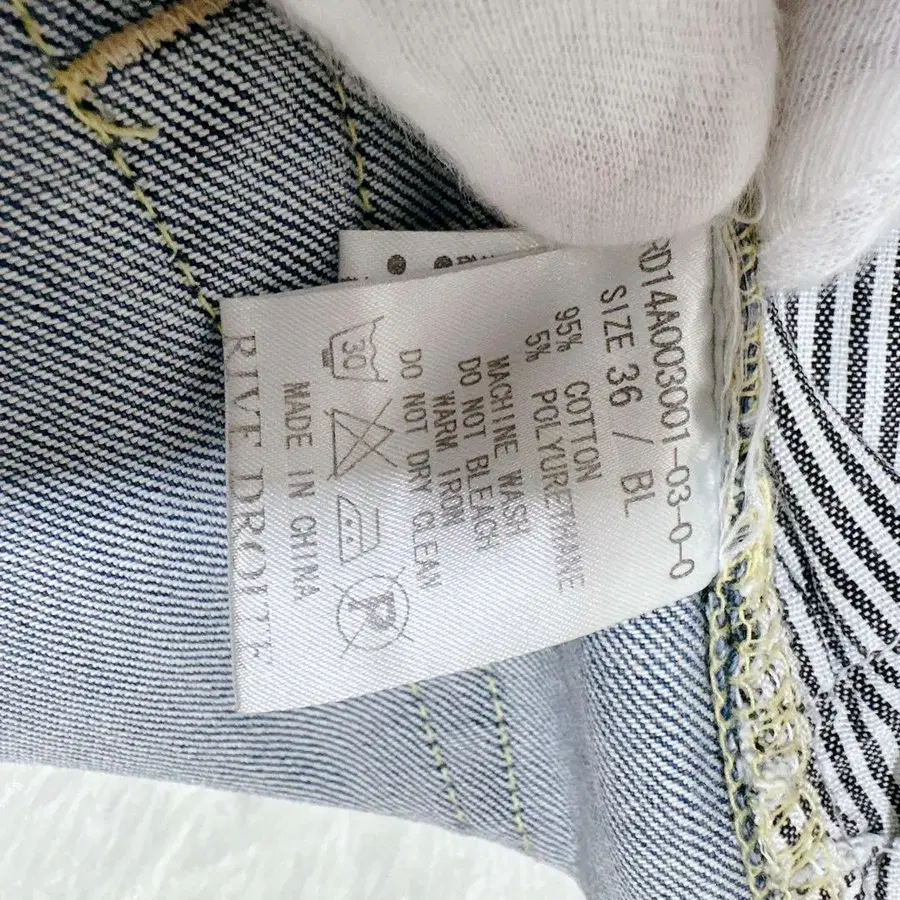 RD14A003001-03-0-0
SIZE 36 / BL
95% COTTON
5% POLYURETHANE
MACHINE WASH
DO NOT BLEACH
WARM IRON
DO NOT DRY CLEAN
30
P
MADE IN CHINA
RIVE DROITE